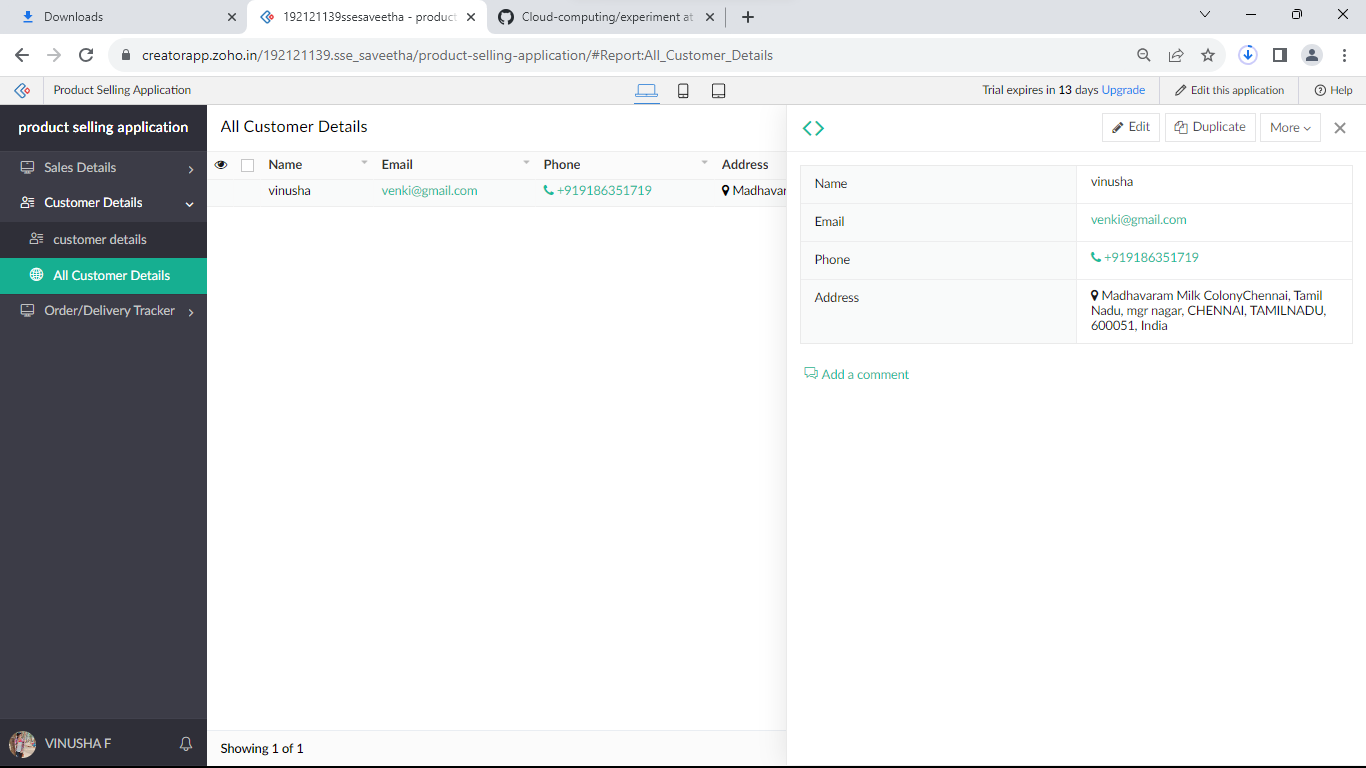 Downloads
192121139ssesaveetha - product
Cloud-computing/experiment at
creatorapp.zoho.in/192121139.sse_saveetha/product-selling-application/#Report:All_Customer_Details
Product Selling Application
Trial expires in 13 days Upgrade
Edit this application
Help
product selling application
Sales Details
Customer Details
customer details
All Customer Details
Order/Delivery Tracker
VINUSHA F
All Customer Details
Name Email Phone Address
vinusha venki@gmail.com +919186351719 Madhavar
Showing 1 of 1
Edit Duplicate More
Name vinusha
Email venki@gmail.com
Phone +919186351719
Address Madhavaram Milk ColonyChennai, Tamil
Nadu, mgr nagar, CHENNAI, TAMILNADU,
600051, India
Add a comment